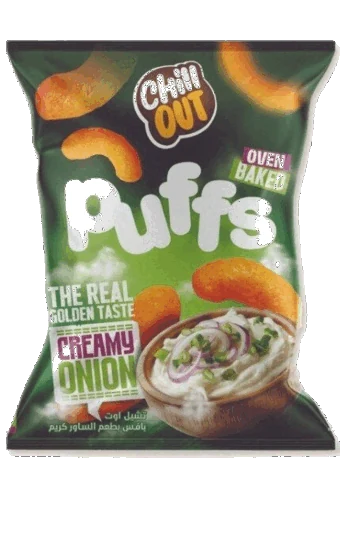 Chill
OUT
OVEN
BAKED
Puffs
THE REAL
GOLDEN TASTE
CREAMY
ONION
تشيل اوت
بافس بطعم الساور كريم